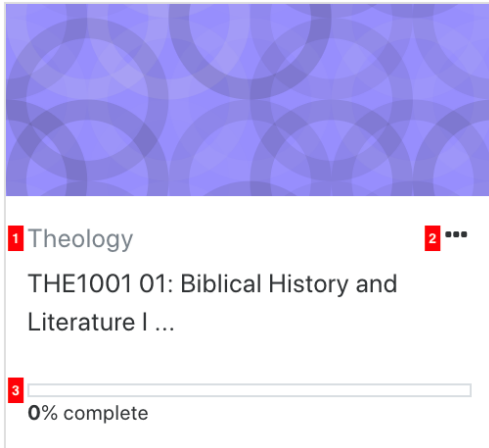 1 Theology 2 •••
THE1001 01: Biblical History and
Literature I ...
3
0% complete